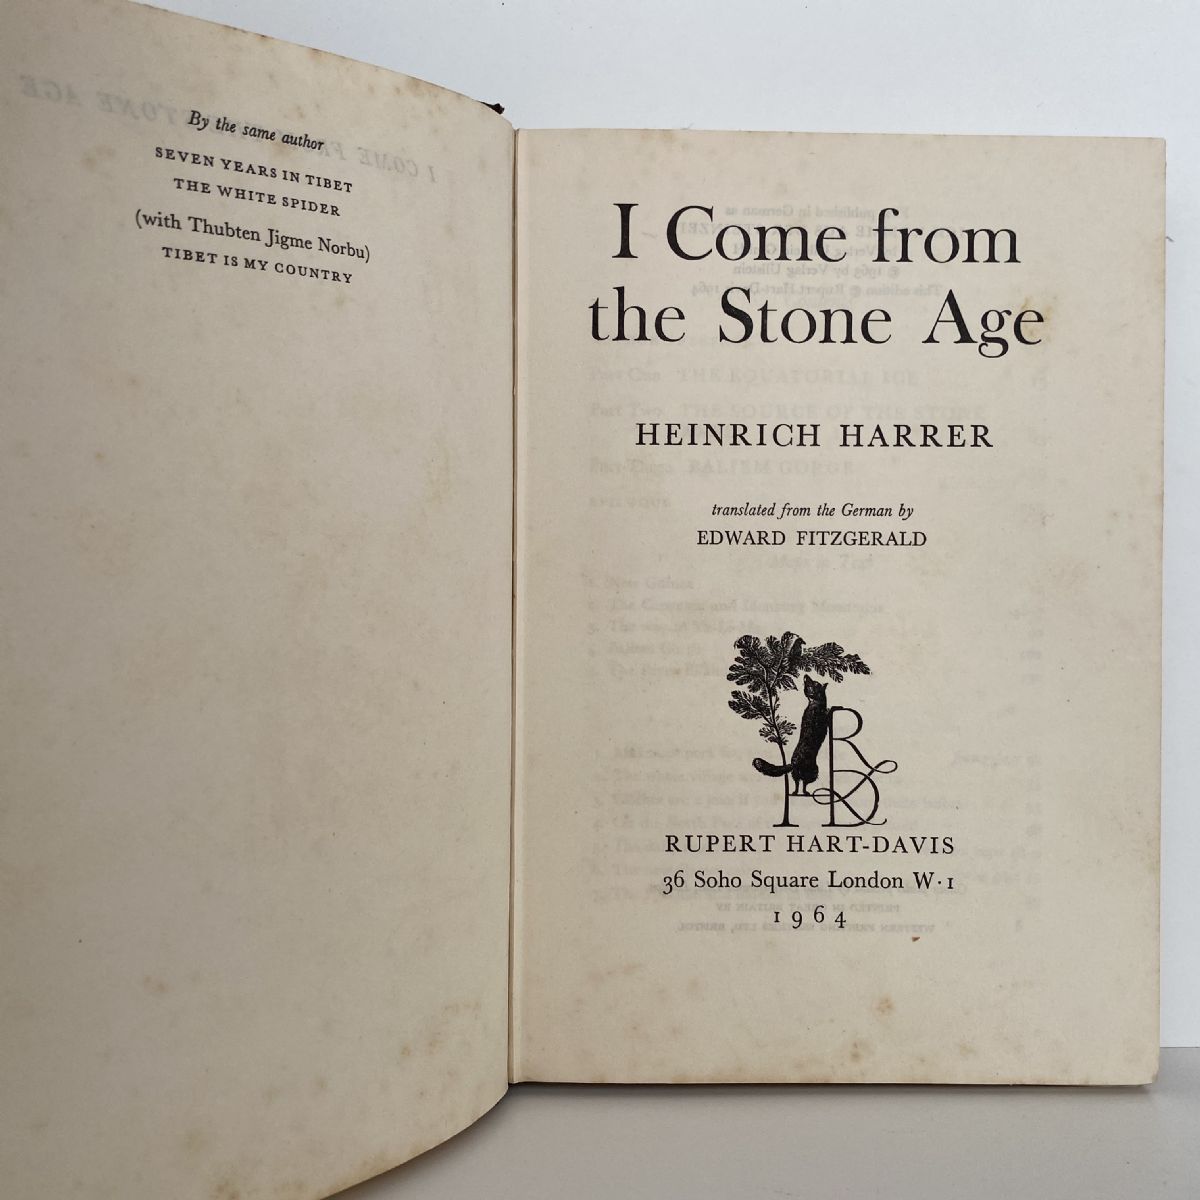 By the same author
SEVEN YEARS IN TIBET
THE WHITE SPIDER
(with Thubten Jigme Norbu)
TIBET IS MY COUNTRY
I Come from
the Stone Age
HEINRICH HARRER
translated from the German by
EDWARD FITZGERALD
RHD
RUPERT HART-DAVIS
36 Soho Square London W·1
1964